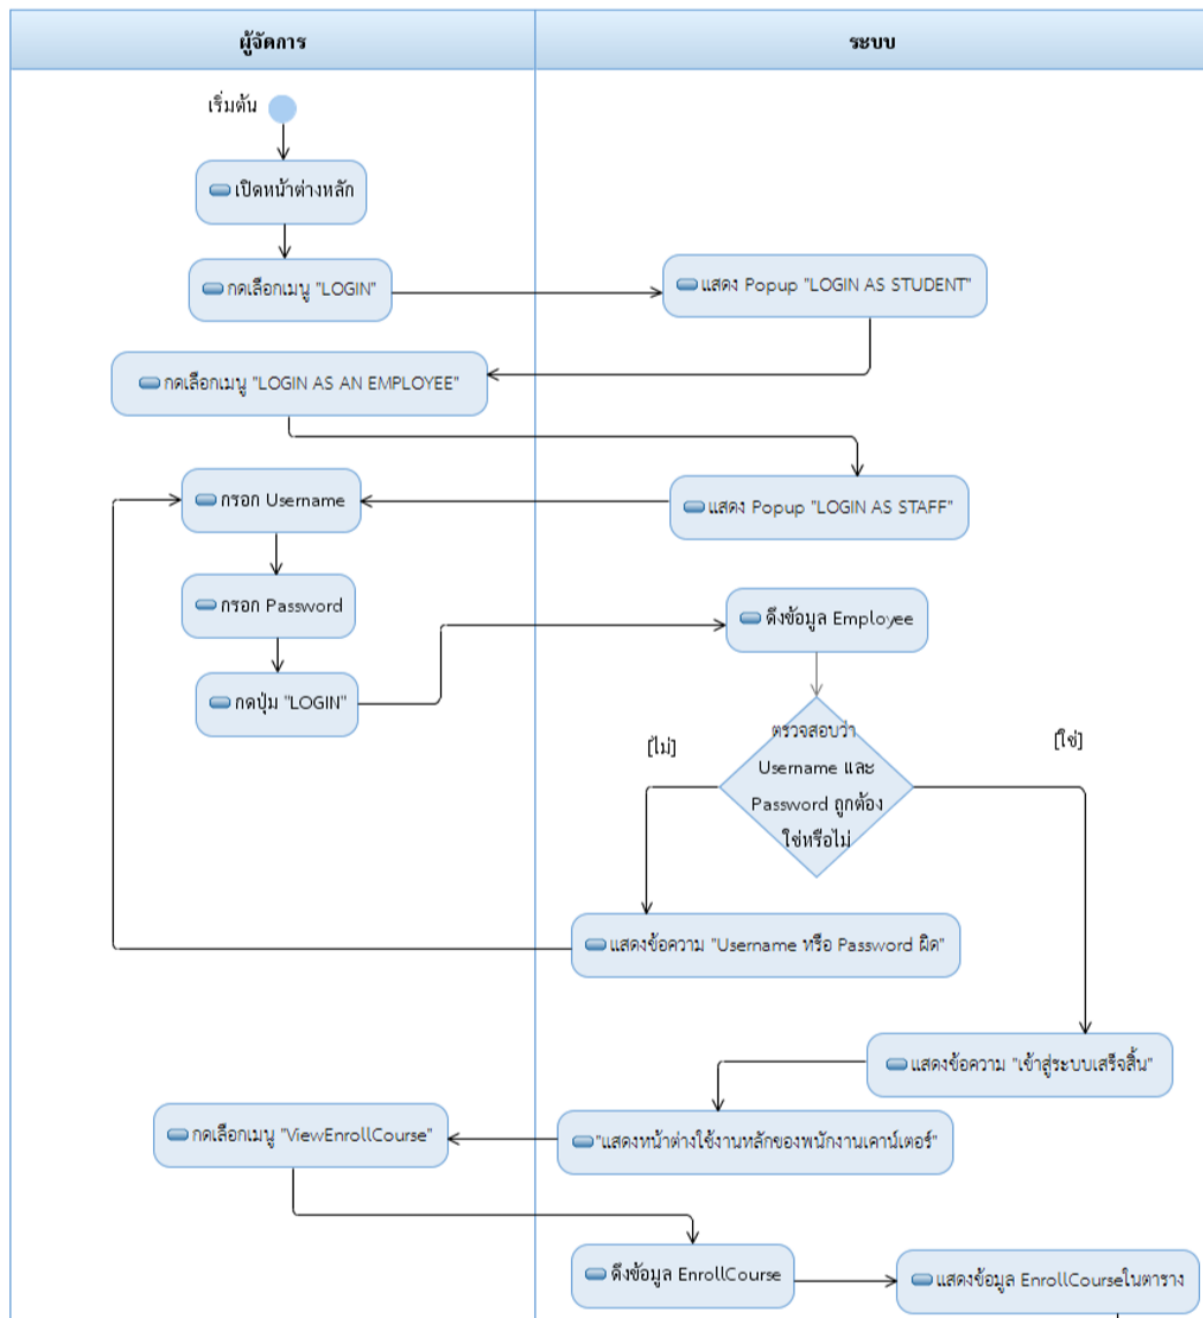 ผู้จัดการ
ระบบ
เริ่มต้น
เปิดหน้าต่างหลัก
กดเลือกเมนู "LOGIN"
แสดง Popup "LOGIN AS STUDENT"
กดเลือกเมนู "LOGIN AS AN EMPLOYEE"
กรอก Username
แสดง Popup "LOGIN AS STAFF"
กรอก Password
ดึงข้อมูล Employee
กดปุ่ม "LOGIN"
ตรวจสอบว่า
Username และ
Password ถูกต้อง
ใช่หรือไม่
[ไม่]
[ใช่]
แสดงข้อความ "Username หรือ Password ผิด"
แสดงข้อความ "เข้าสู่ระบบเสร็จสิ้น"
กดเลือกเมนู "ViewEnrollCourse"
"แสดงหน้าต่างใช้งานหลักของพนักงานเคาน์เตอร์"
ดึงข้อมูล EnrollCourse
แสดงข้อมูล EnrollCourseในตาราง